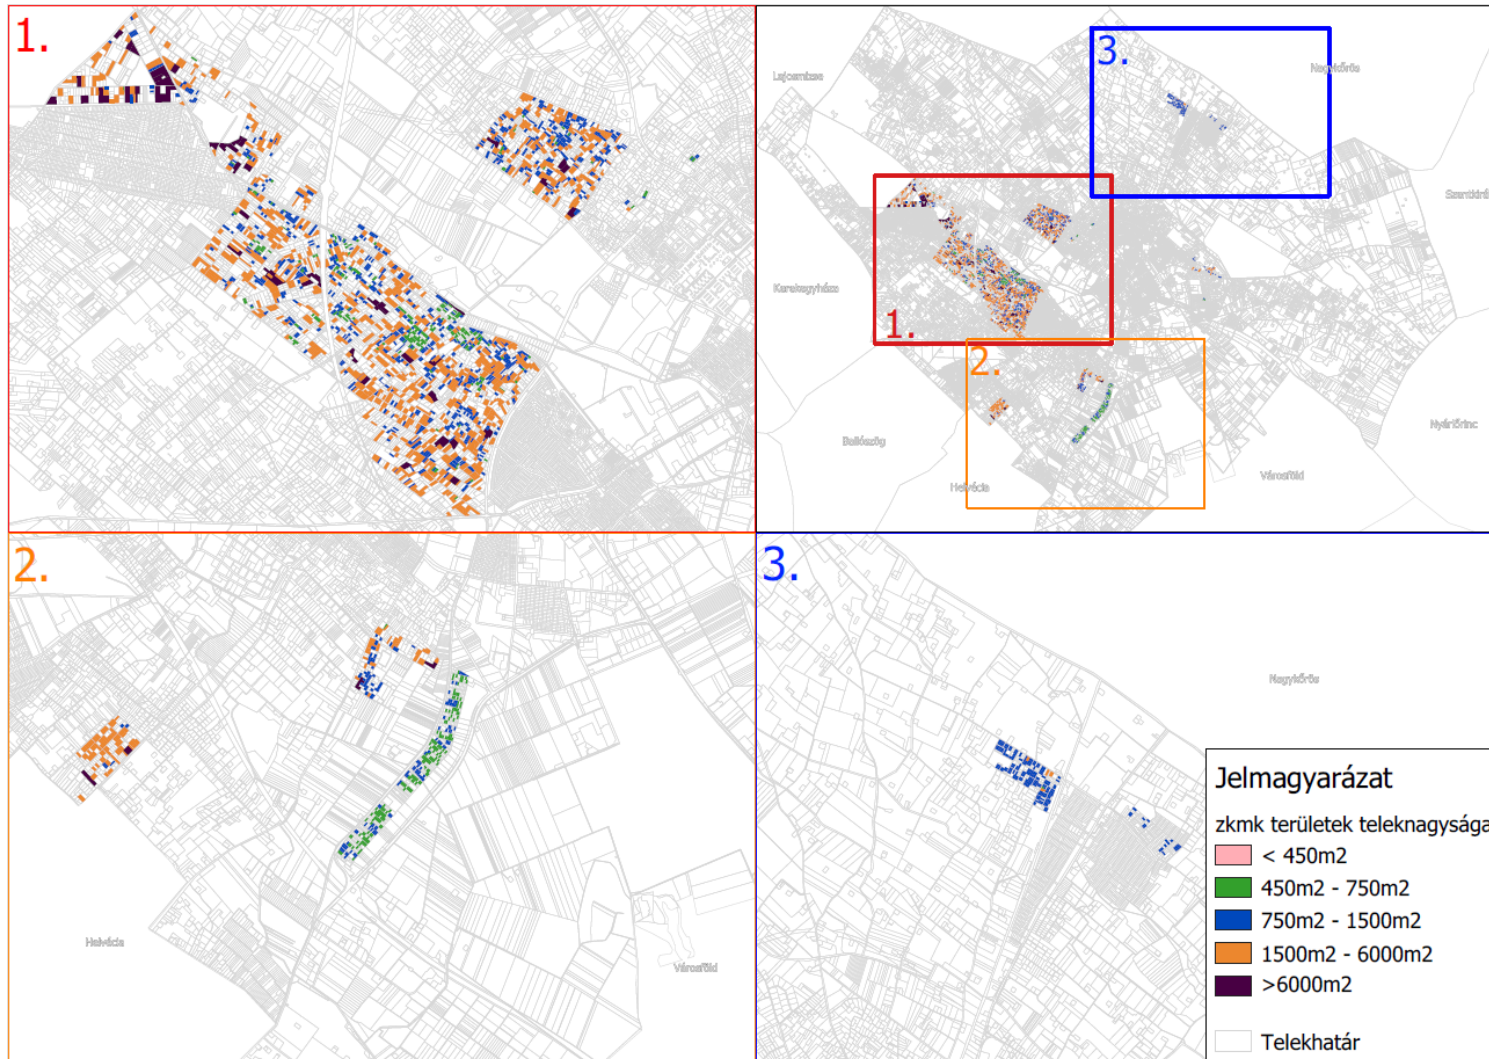 1.
3.
Lajosmizse
Nagykőrös
Kerekegyháza
1.
2.
Nyárlőrinc
Ballószög
Helvécia
Városföld
2.
3.
Nagykőrös
Helvécia
Városföld
Jelmagyarázat
zkmk területek teleknagysága
< 450m2
450m2 - 750m2
750m2 - 1500m2
1500m2 - 6000m2
>6000m2
Telekhatár